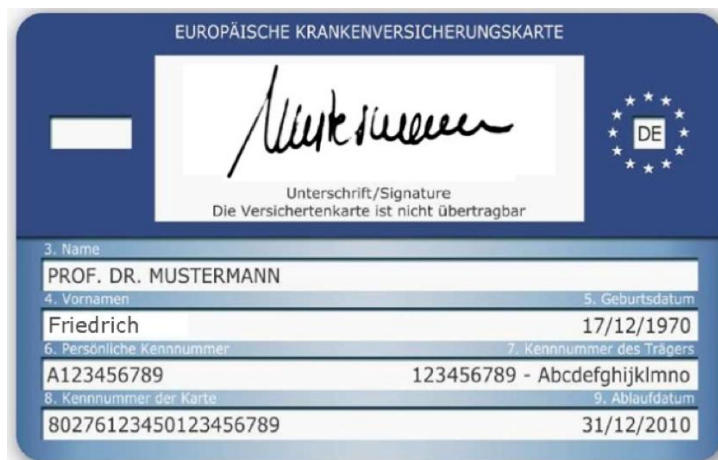 EUROPÄISCHE KRANKENVERSICHERUNGSKARTE
Mustermann
DE
Unterschrift/Signature
Die Versichertenkarte ist nicht übertragbar
3. Name
PROF. DR. MUSTERMANN
4. Vornamen 5. Geburtsdatum
Friedrich 17/12/1970
6. Persönliche Kennnummer 7. Kennnummer des Trägers
A123456789 123456789 - Abcdefghijklmno
8. Kennnummer der Karte 9. Ablaufdatum
80276123450123456789 31/12/2010